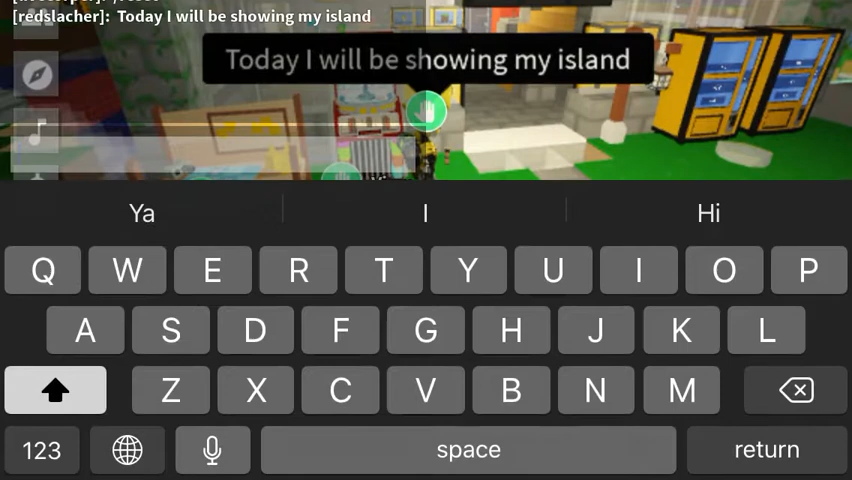 [redslacher]: Today I will be showing my island
Today I will be showing my island
Ya I Hi
Q W E R T Y U I O P
A S D F G H J K L
Z X C V B N M
123 space return